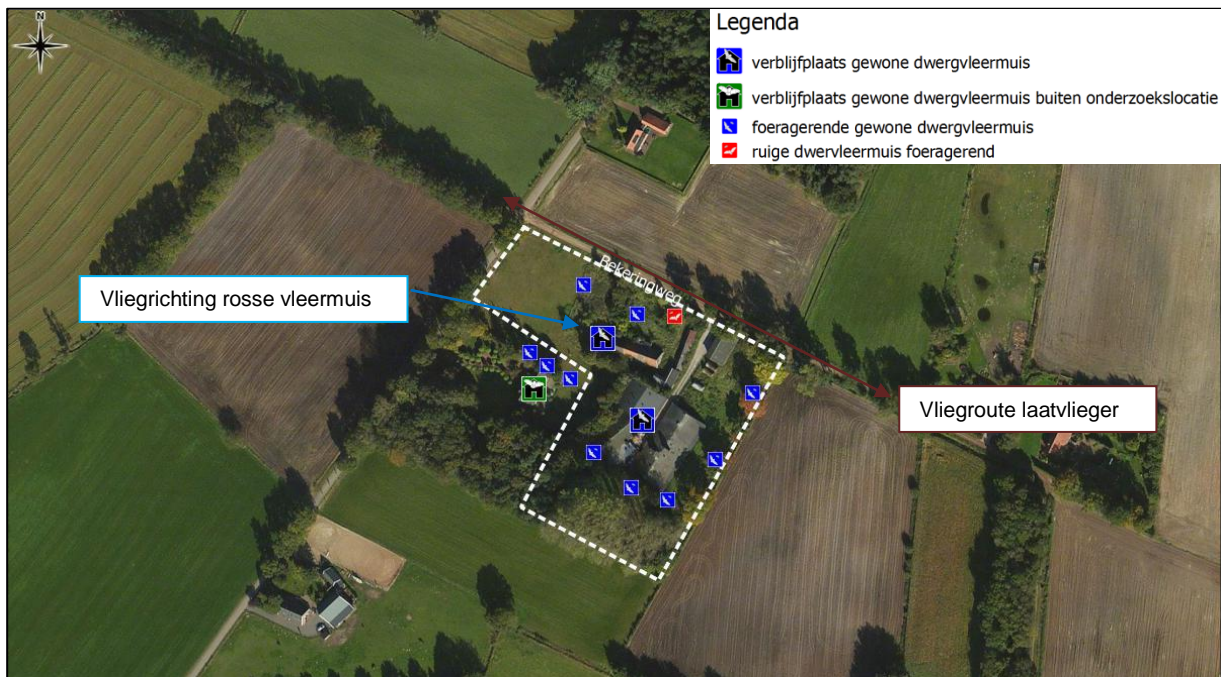 N
Legenda
verblijfplaats gewone dwergvleermuis
verblijfplaats gewone dwergvleermuis buiten onderzoekslocatie
foeragerende gewone dwergvleermuis
ruige dwervleermuis foeragerend
Bekeringweg
Vliegrichting rosse vleermuis
Vliegroute laatvlieger